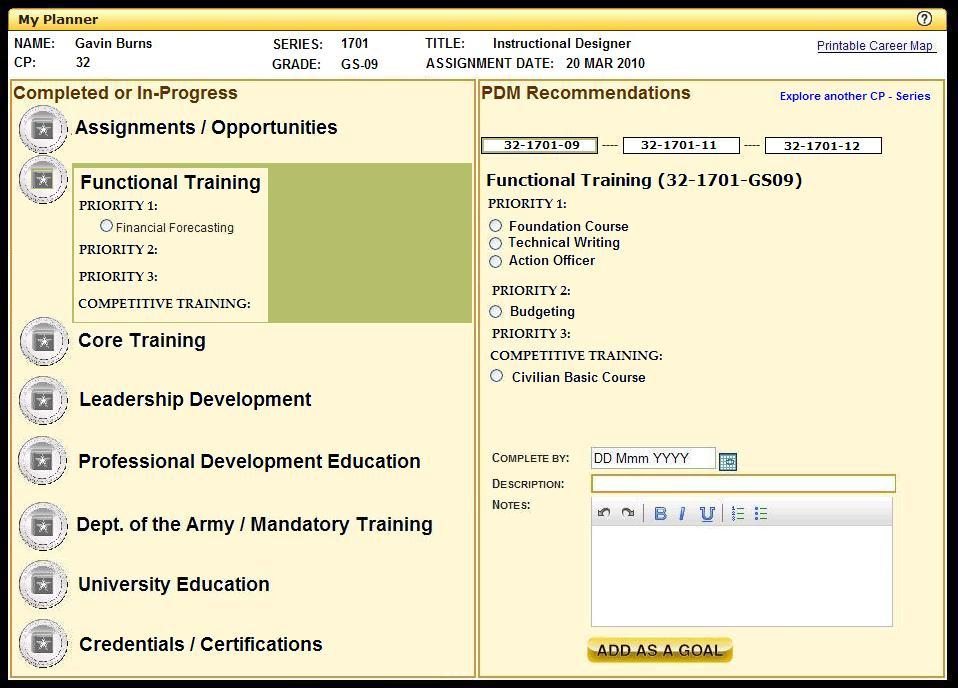 My Planner
?
NAME: Gavin Burns
SERIES: 1701
TITLE: Instructional Designer
Printable Career Map
CP: 32
GRADE: GS-09
ASSIGNMENT DATE: 20 MAR 2010
Completed or In-Progress
Assignments / Opportunities
Functional Training
PRIORITY 1:
Financial Forecasting
PRIORITY 2:
PRIORITY 3:
COMPETITIVE TRAINING:
Core Training
Leadership Development
Professional Development Education
Dept. of the Army / Mandatory Training
University Education
Credentials / Certifications
PDM Recommendations
Explore another CP - Series
32-1701-09 ---- 32-1701-11 ---- 32-1701-12
Functional Training (32-1701-GS09)
PRIORITY 1:
Foundation Course
Technical Writing
Action Officer
PRIORITY 2:
Budgeting
PRIORITY 3:
COMPETITIVE TRAINING:
Civilian Basic Course
COMPLETE BY: DD Mmm YYYY
DESCRIPTION:
NOTES:
B I U
ADD AS A GOAL